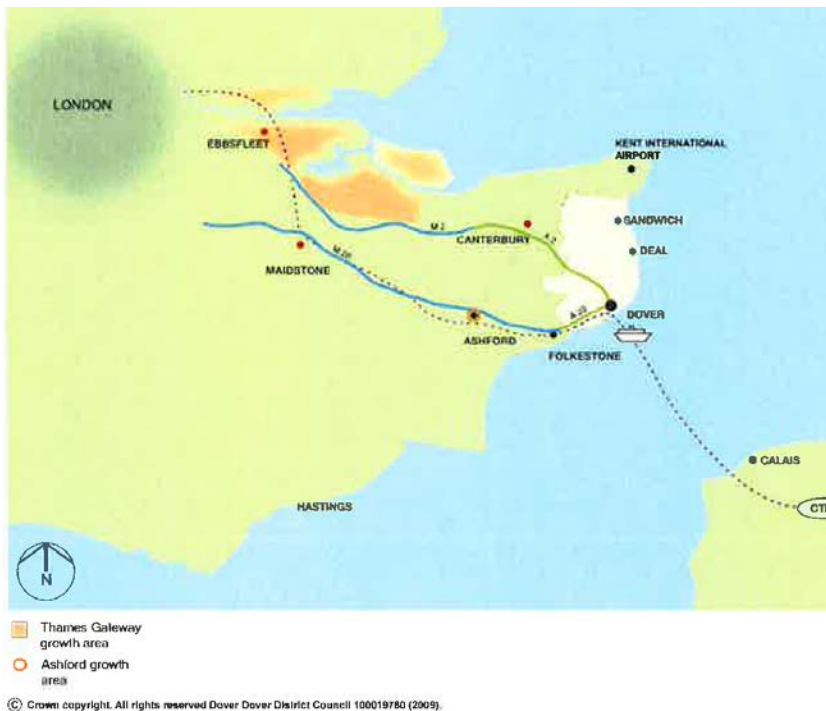 LONDON
EBBSFLEET
KENT INTERNATIONAL
AIRPORT
SANDWICH
M 2
CANTERBURY
A 2
DEAL
M 20
MAIDSTONE
A 20
DOVER
ASHFORD
FOLKESTONE
CALAIS
HASTINGS
N
Thames Gateway
growth area
Ashford growth
area
© Crown copyright. All rights reserved Dover Dover District Council 100019780 (2009).